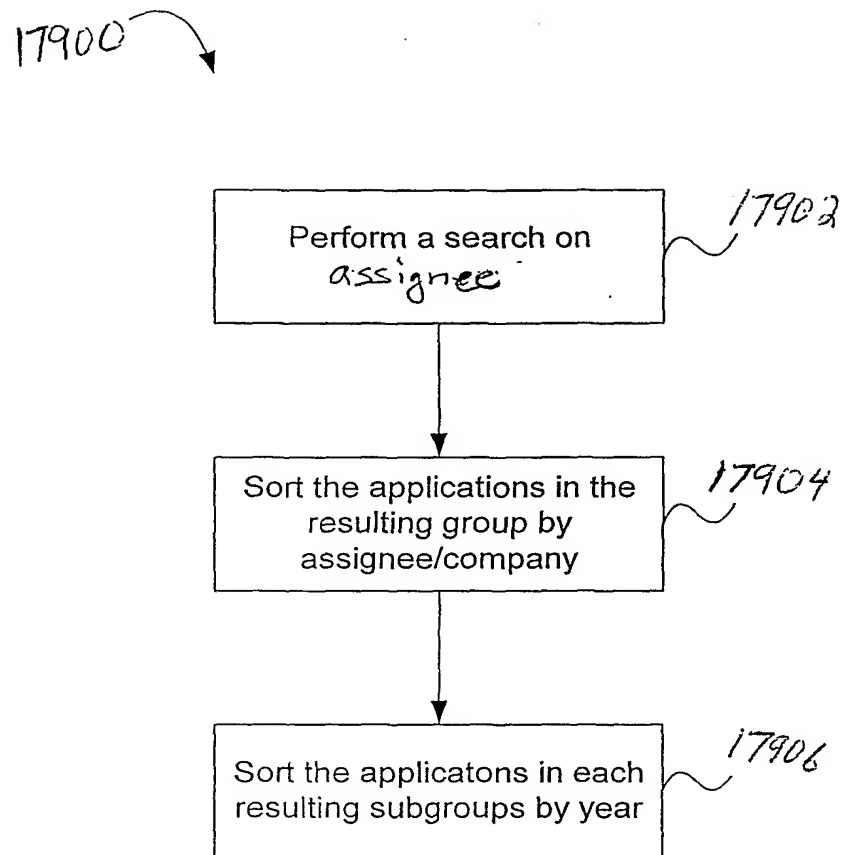 17900
17902
Perform a search on
assignee
17904
Sort the applications in the
resulting group by
assignee/company
17906
Sort the applicatons in each
resulting subgroups by year